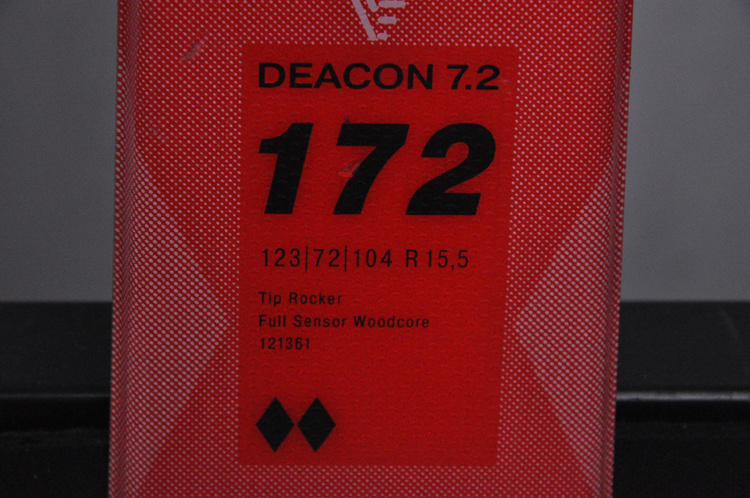 DEACON 7.2
172
123|72|104 R 15,5
Tip Rocker
Full Sensor Woodcore
121361